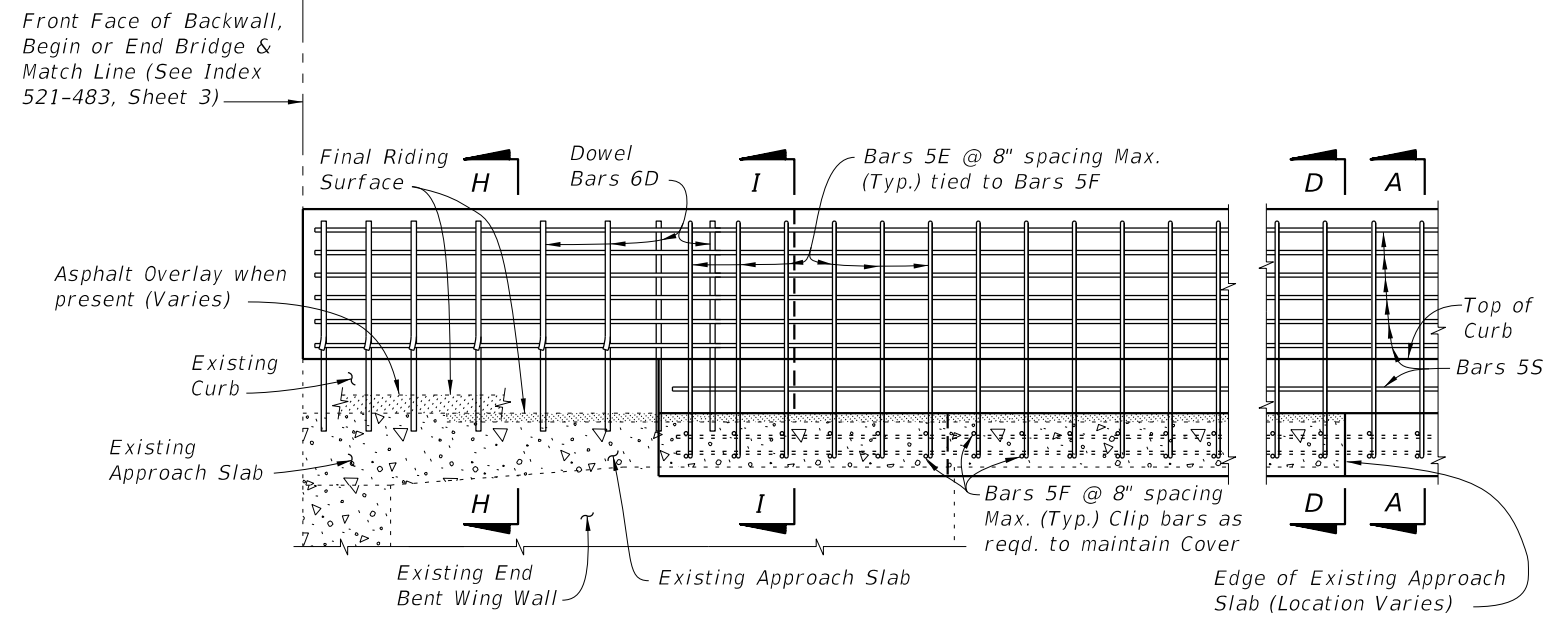 Front Face of Backwall,
Begin or End Bridge &
Match Line (See Index
521-483, Sheet 3)
Final Riding
Surface
H
Dowel
Bars 6D
I
Bars 5E @ 8" spacing Max.
(Typ.) tied to Bars 5F
D
A
Asphalt Overlay when
present (Varies)
Top of
Curb
Existing
Curb
Bars 5S
Existing
Approach Slab
H
I
Bars 5F @ 8" spacing
Max. (Typ.) Clip bars as
reqd. to maintain Cover
D
A
Existing End
Bent Wing Wall
Existing Approach Slab
Edge of Existing Approach
Slab (Location Varies)